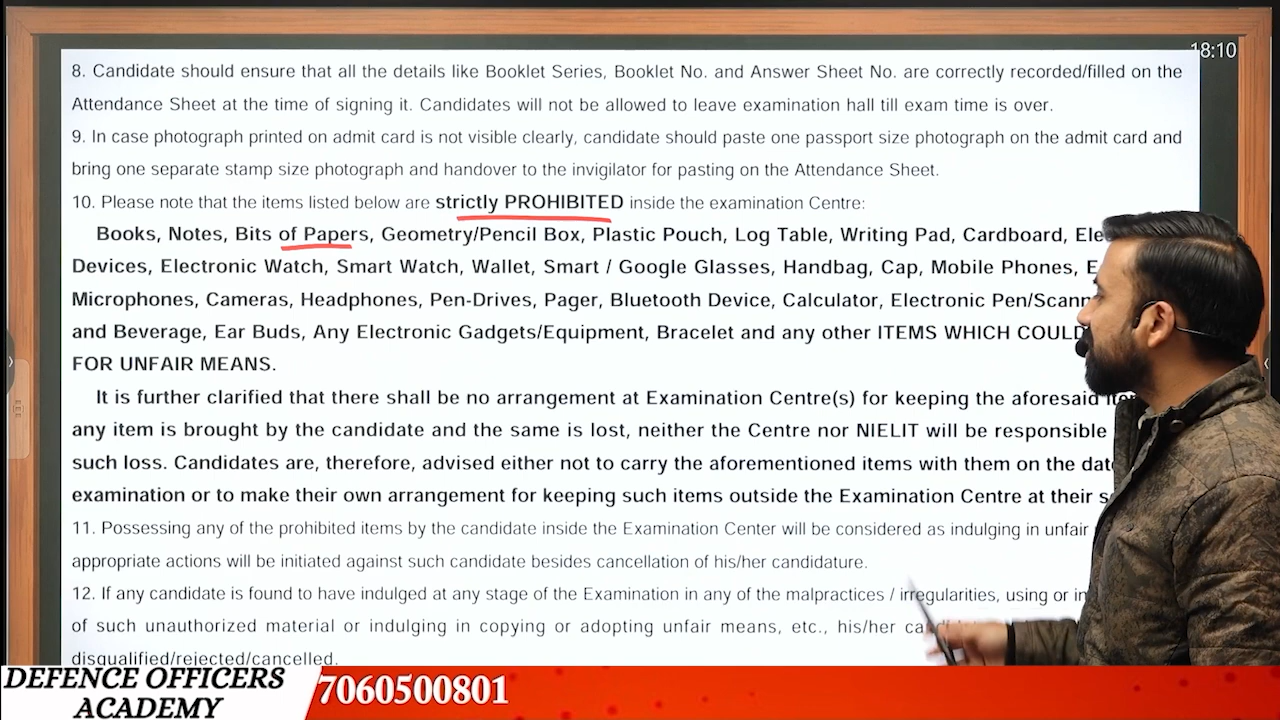 18:10
8. Candidate should ensure that all the details like Booklet Series, Booklet No. and Answer Sheet No. are correctly recorded/filled on the
Attendance Sheet at the time of signing it. Candidates will not be allowed to leave examination hall till exam time is over.
9. In case photograph printed on admit card is not visible clearly, candidate should paste one passport size photograph on the admit card and
bring one separate stamp size photograph and handover to the invigilator for pasting on the Attendance Sheet.
10. Please note that the items listed below are strictly PROHIBITED inside the examination Centre:
Books, Notes, Bits of Papers, Geometry/Pencil Box, Plastic Pouch, Log Table, Writing Pad, Cardboard,
Devices, Electronic Watch, Smart Watch, Wallet, Smart / Google Glasses, Handbag, Cap, Mobile Phones,
Microphones, Cameras, Headphones, Pen-Drives, Pager, Bluetooth Device, Calculator, Electronic
and Beverage, Ear Buds, Any Electronic Gadgets/Equipment, Bracelet and any other ITEMS WHICH COULD
FOR UNFAIR MEANS.
It is further clarified that there shall be no arrangement at Examination Centre(s) for keeping the aforesaid
any item is brought by the candidate and the same is lost, neither the Centre nor NIELIT will be responsible
such loss. Candidates are, therefore, advised either not to carry the aforementioned items with them on the
examination or to make their own arrangement for keeping such items outside the Examination Centre at their
11. Possessing any of the prohibited items by the candidate inside the Examination Center will be considered as indulging in unfair
appropriate actions will be initiated against such candidate besides cancellation of his/her candidature.
12. If any candidate is found to have indulged at any stage of the Examination in any of the malpractices / irregularities, using or
of such unauthorized material or indulging in copying or adopting unfair means, etc., his/her
disqualified/rejected/cancelled.
DEFENCE OFFICERS
ACADEMY
7060500801